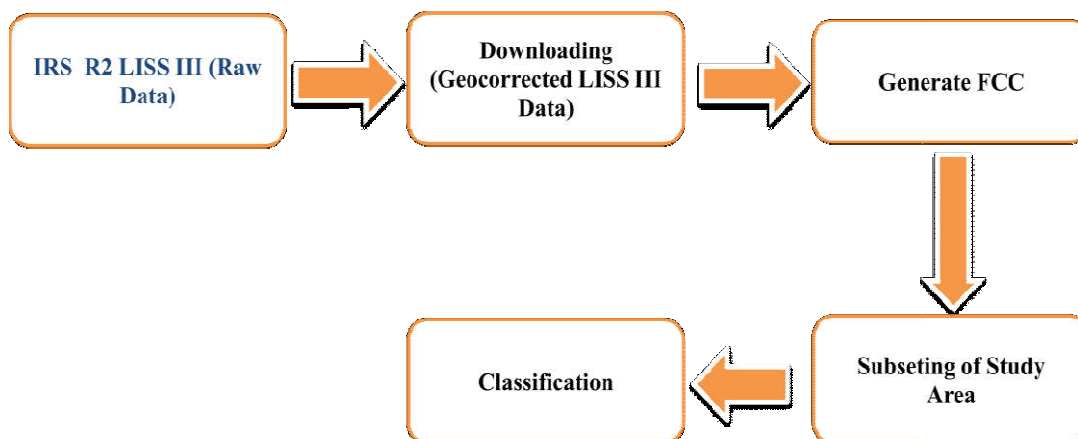 IRS R2 LISS III (Raw
Data)
Downloading
(Geocorrected LISS III
Data)
Generate FCC
Subseting of Study
Area
Classification